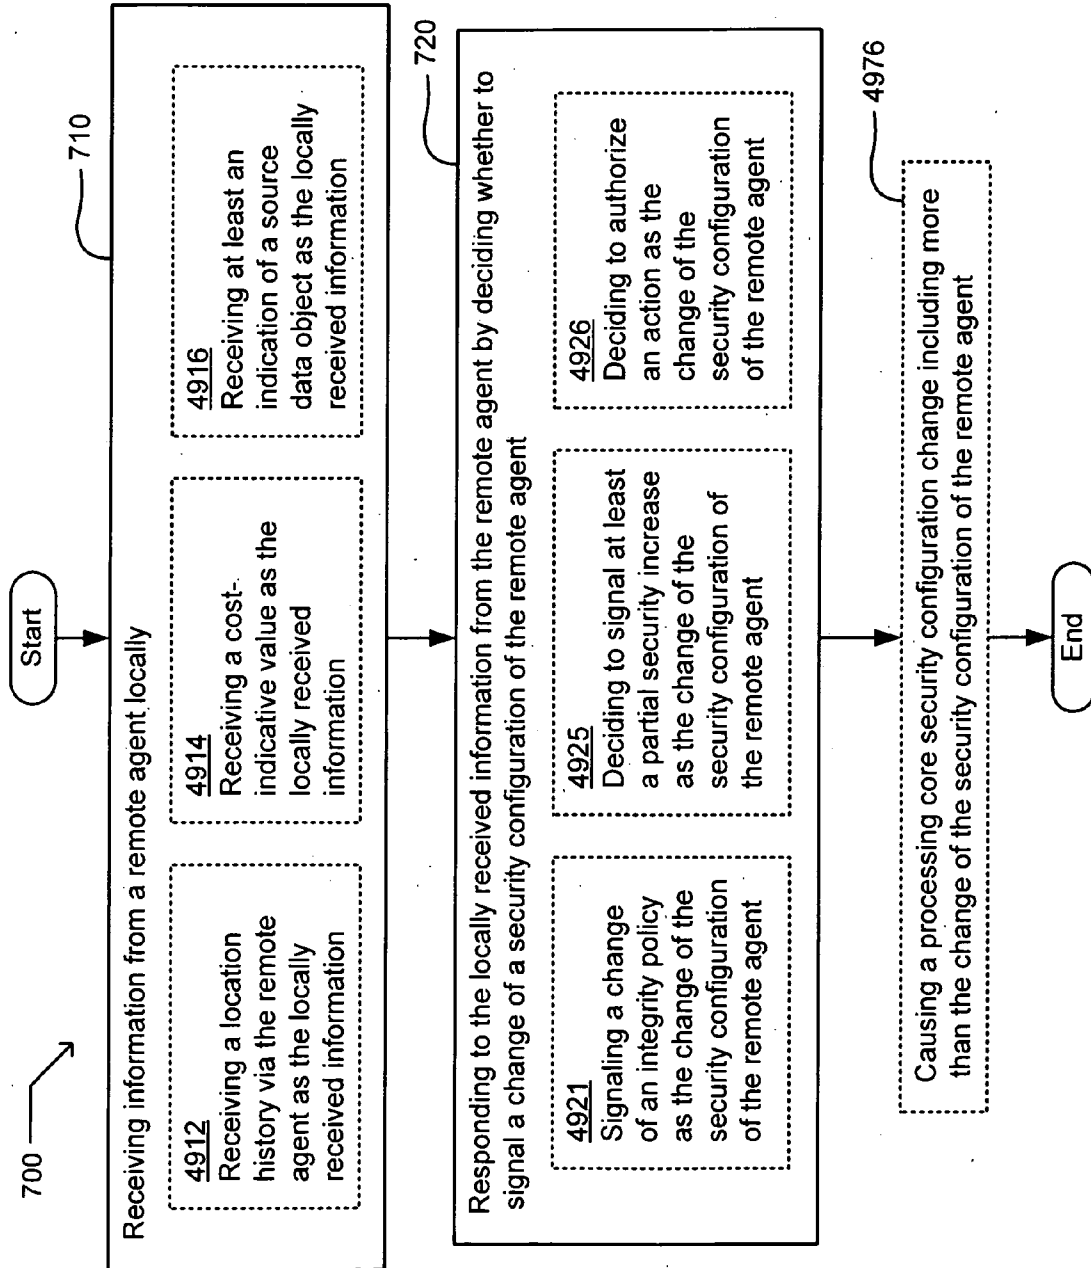 700
Start
710
Receiving information from a remote agent locally
4912
Receiving a location
history via the remote
agent as the locally
received information
4914
Receiving a cost-
indicative value as the
locally received
information
4916
Receiving at least an
indication of a source
data object as the locally
received information
720
Responding to the locally received information from the remote agent by deciding whether to
signal a change of a security configuration of the remote agent
4921
Signaling a change
of an integrity policy
as the change of the
security configuration
of the remote agent
4925
Deciding to signal at least
a partial security increase
as the change of the
security configuration of
the remote agent
4926
Deciding to authorize
an action as the
change of the
security configuration
of the remote agent
4976
Causing a processing core security configuration change including more
than the change of the security configuration of the remote agent
End